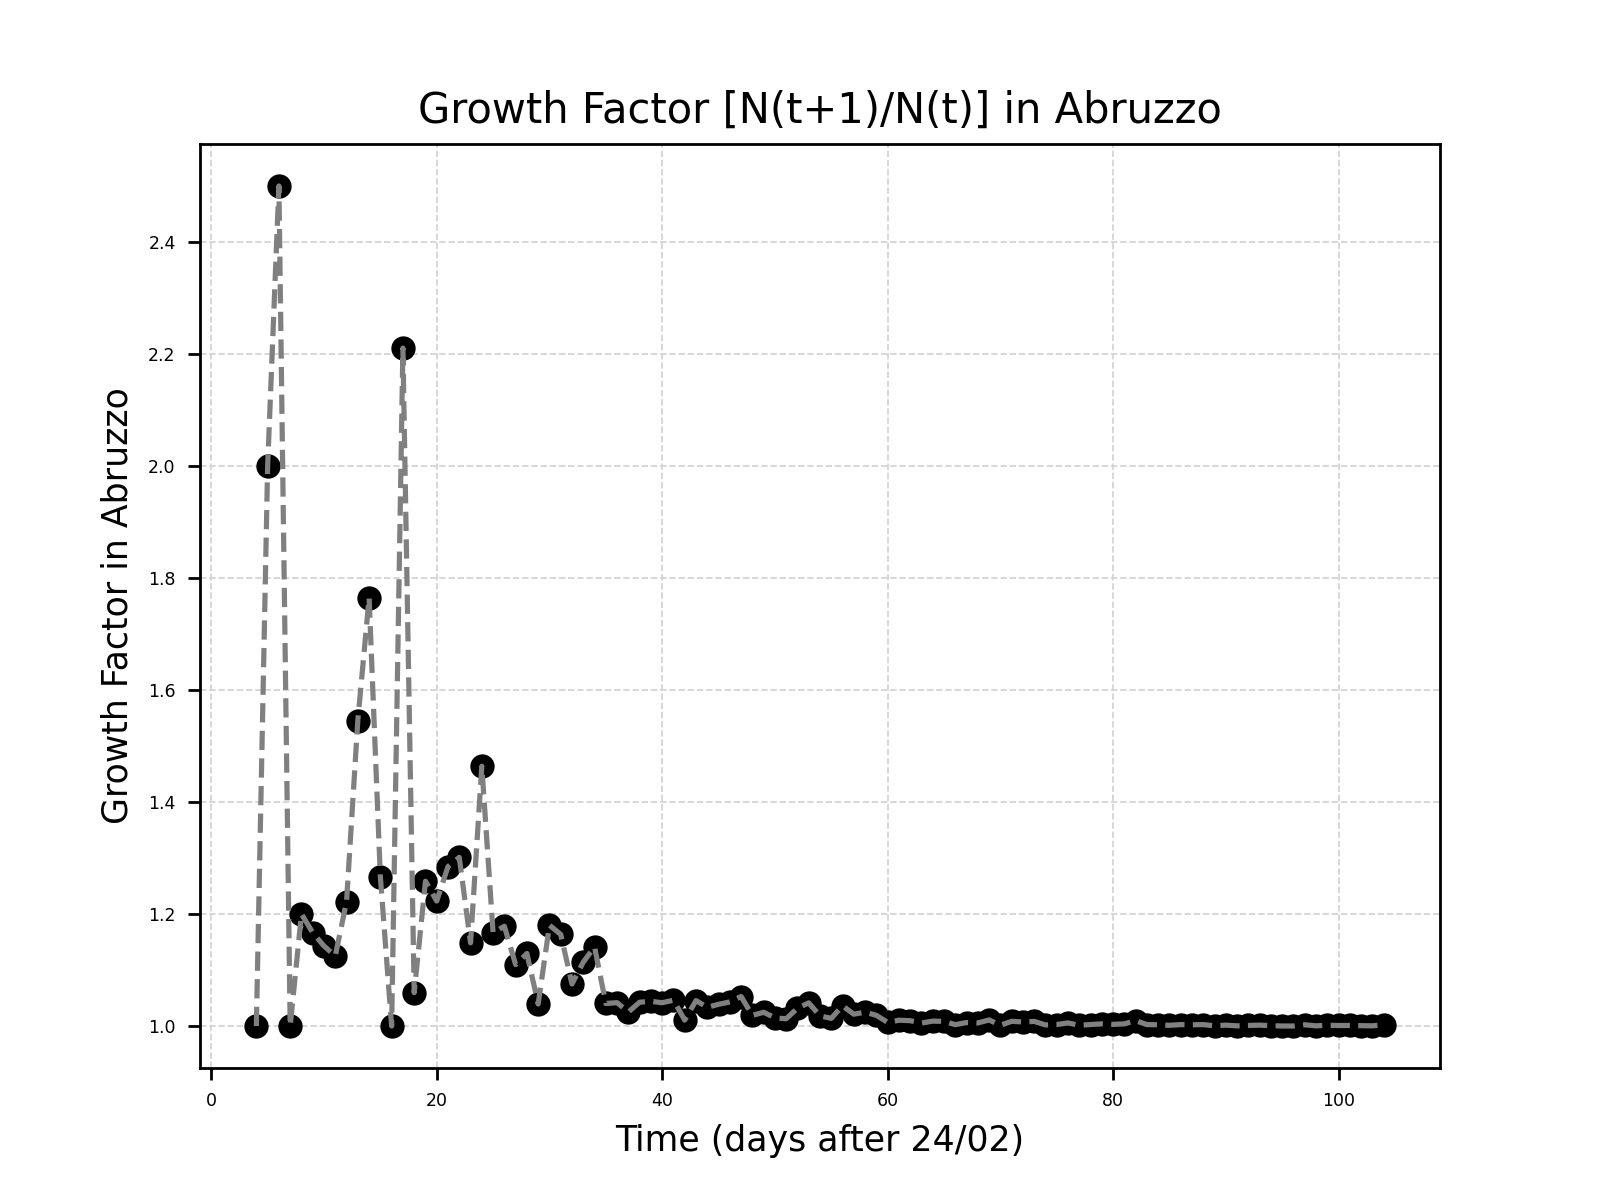 Growth Factor [N(t+1)/N(t)] in Abruzzo
Growth Factor in Abruzzo
2.4
2.2
2.0
1.8
1.6
1.4
1.2
1.0
0 20 40 60 80 100
Time (days after 24/02)